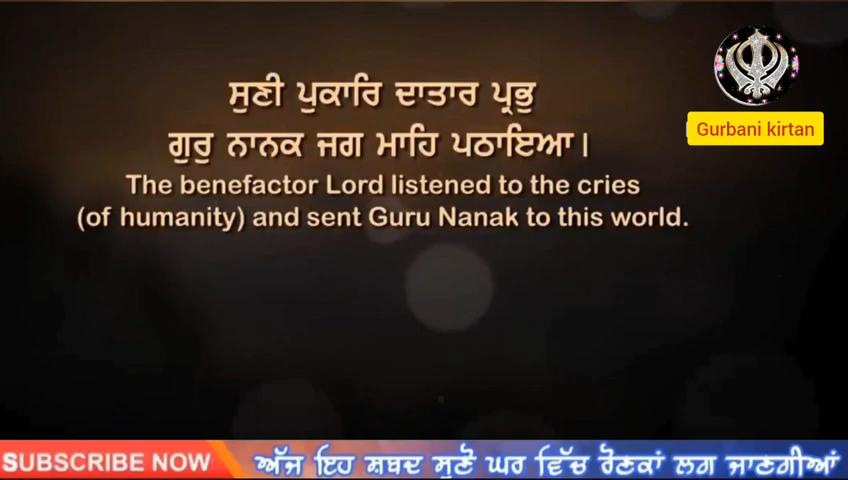 ਸੁਣੀ ਪੁਕਾਰਿ ਦਾਤਾਰ ਪ੍ਰਭੁ
ਗੁਰੁ ਨਾਨਕ ਜਗ ਮਾਹਿ ਪਠਾਇਆ।
The benefactor Lord listened to the cries
(of humanity) and sent Guru Nanak to this world.
Gurbani kirtan
SUBSCRIBE NOW ਅੱਜ ਇਹ ਸ਼ਬਦ ਸੁਣੋ ਘਰ ਵਿੱਚ ਰੌਣਕਾਂ ਲਗ ਜਾਣਗੀਆਂ